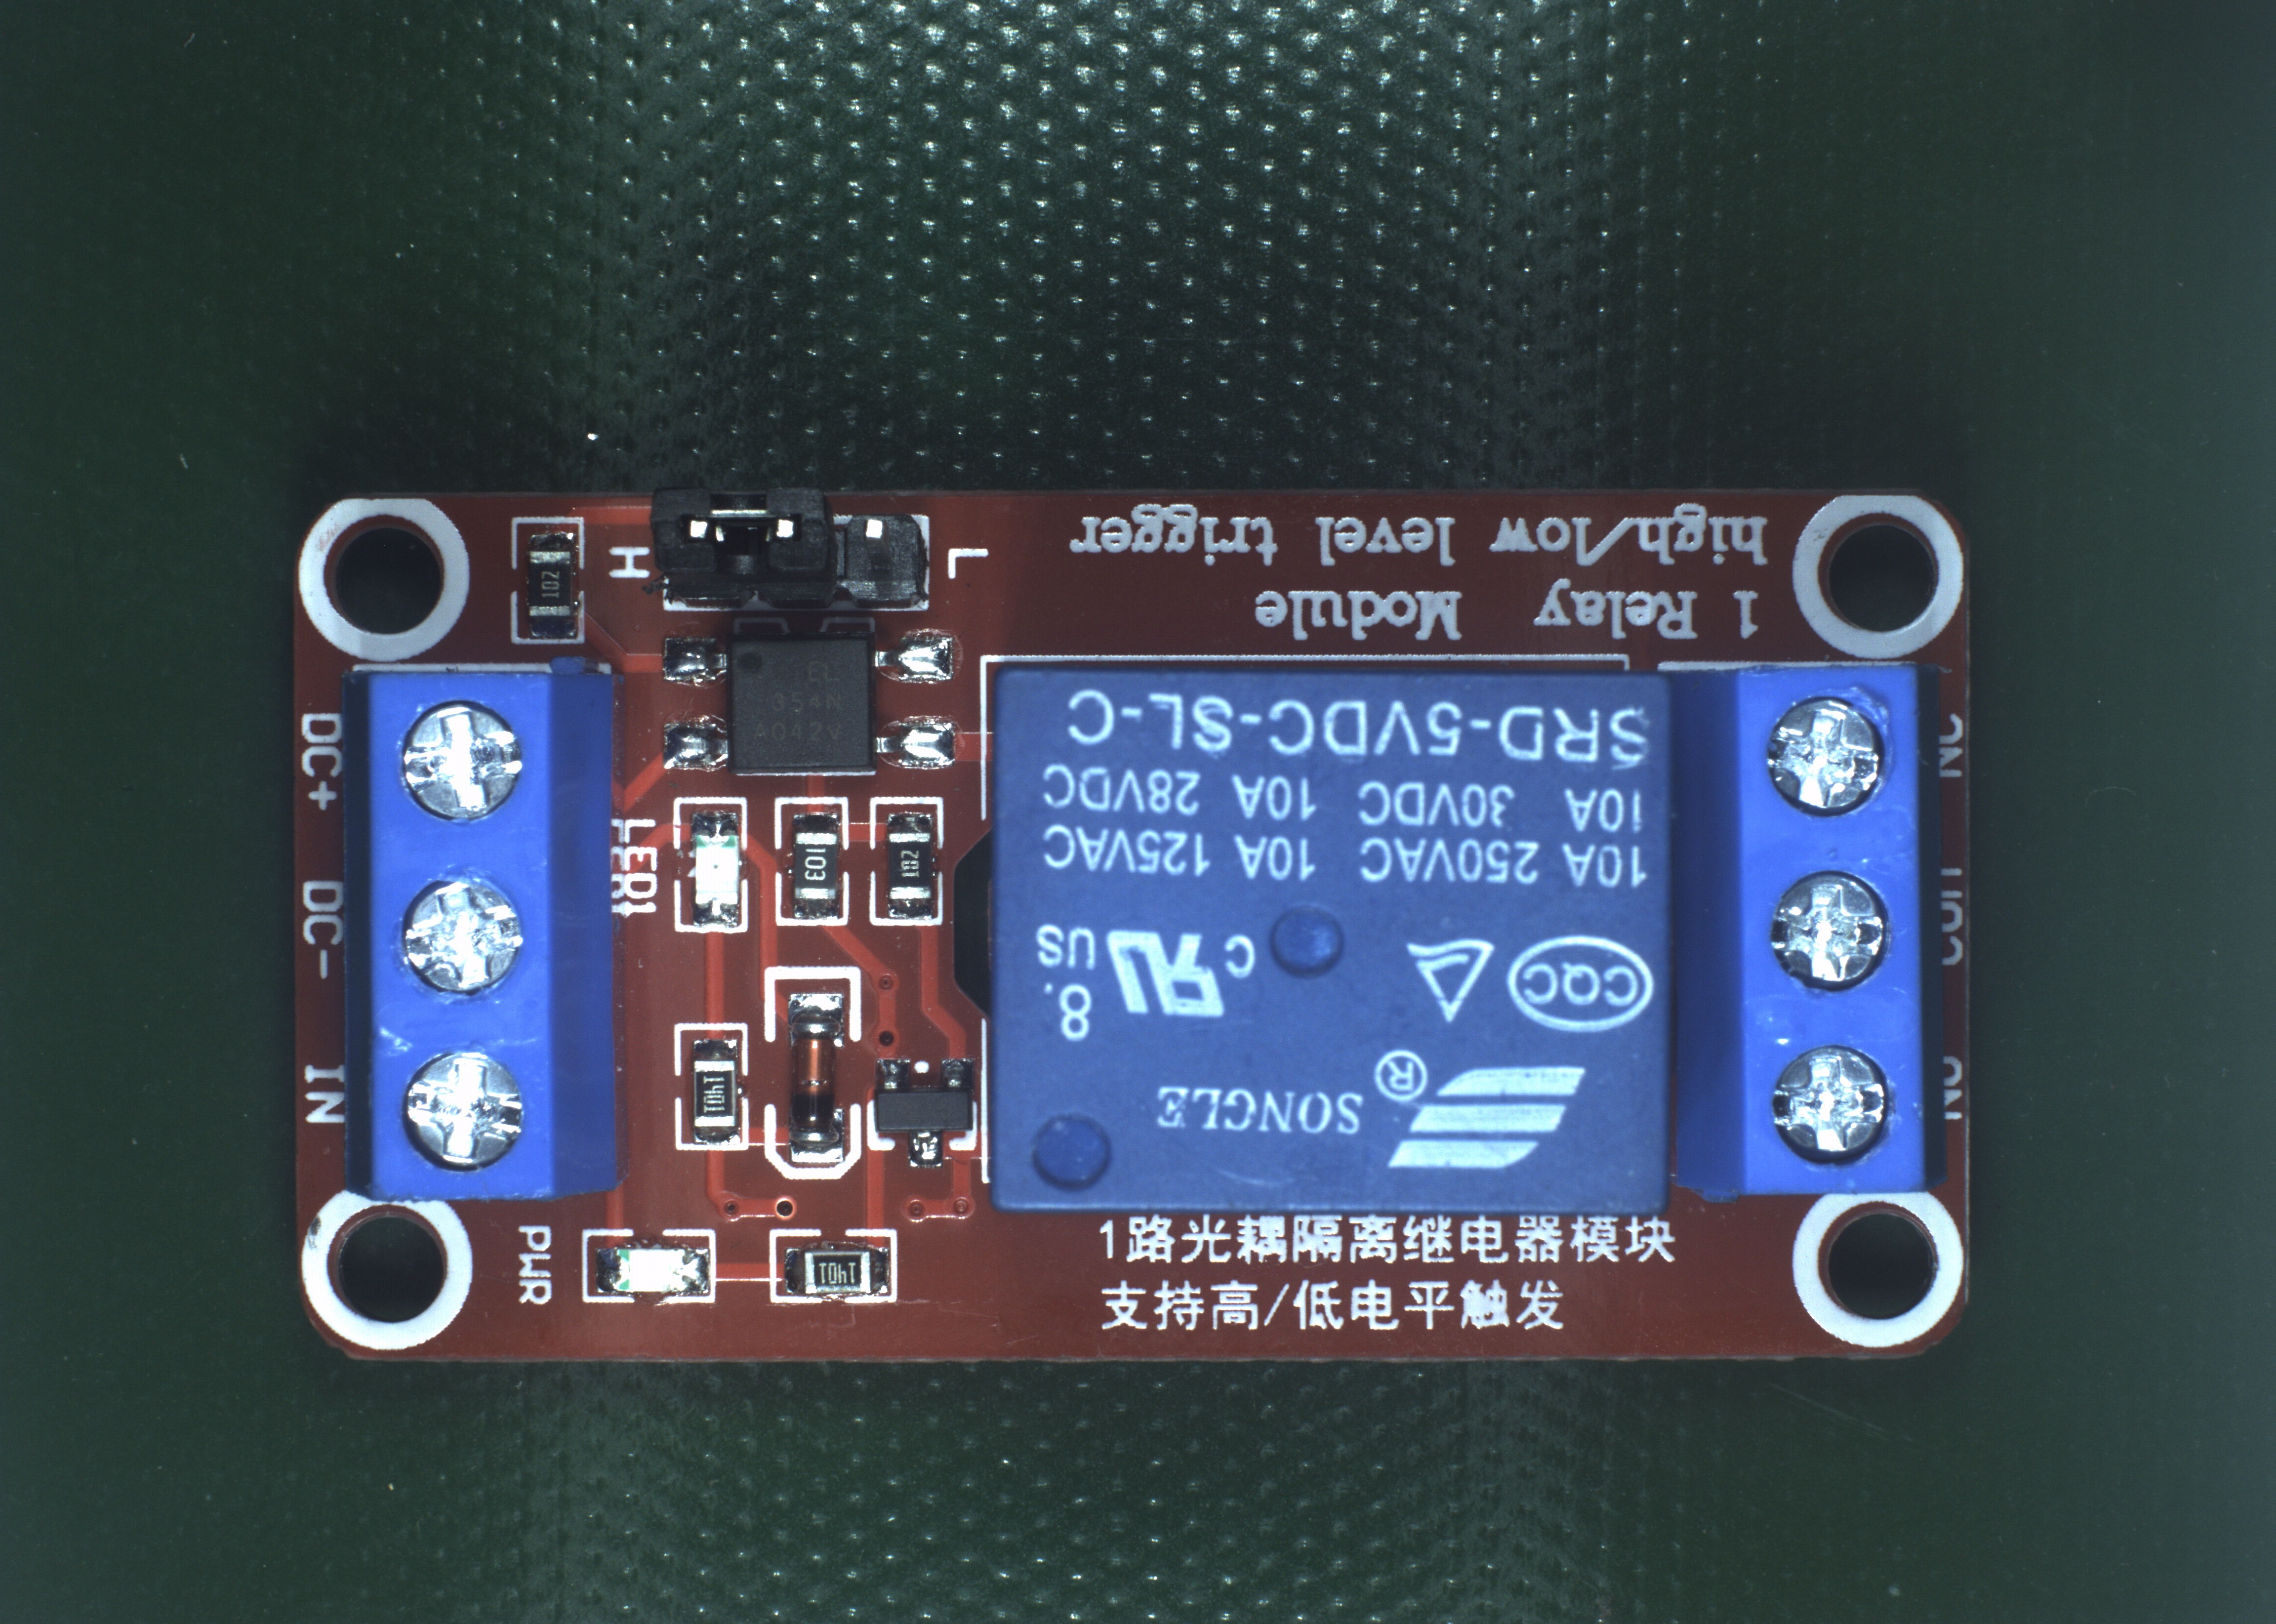 high/low level trigger
1 Relay Module
H
L
102
EL
354N
A042V
DC+
DC-
IN
LED1
103
102
SRD-5VDC-SL-C
10A 30VDC 10A 28VDC
10A 250VAC 10A 125VAC
c US
8.
CQC
SONGLE ®
NC
NO
PWR
1路光耦隔离继电器模块
支持高/低电平触发